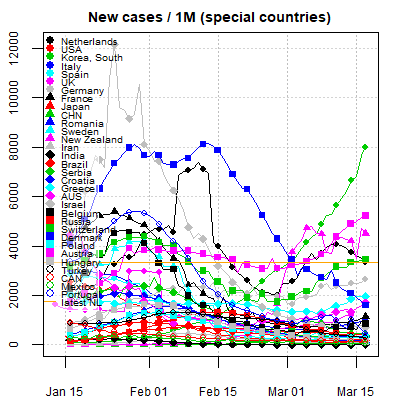 New cases / 1M (special countries)
12000
10000
8000
6000
4000
2000
0
Netherlands
USA
Korea, South
Italy
Spain
UK
Germany
France
Japan
CHN
Romania
Sweden
New Zealand
Iran
India
Brazil
Serbia
Croatia
Greece
AUS
Israel
Belgium
Russia
Switzerland
Denmark
Poland
Austria
Hungary
Turkey
CAN
Mexico
Portugal
latest NL
Jan 15
Feb 01
Feb 15
Mar 01
Mar 15